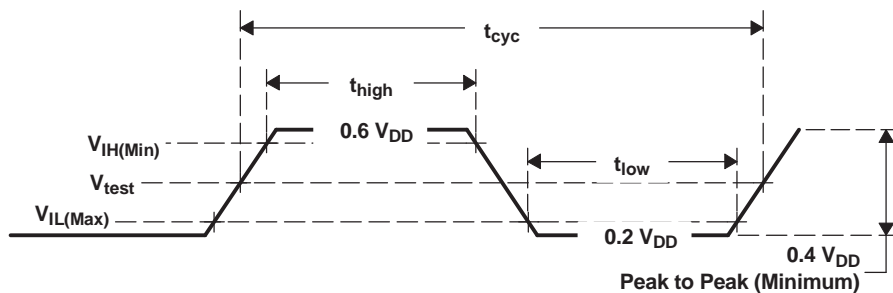 tcyc
thigh
0.6 VDD
VIH(Min)
tlow
Vtest
VIL(Max)
0.2 VDD
0.4 VDD
Peak to Peak (Minimum)